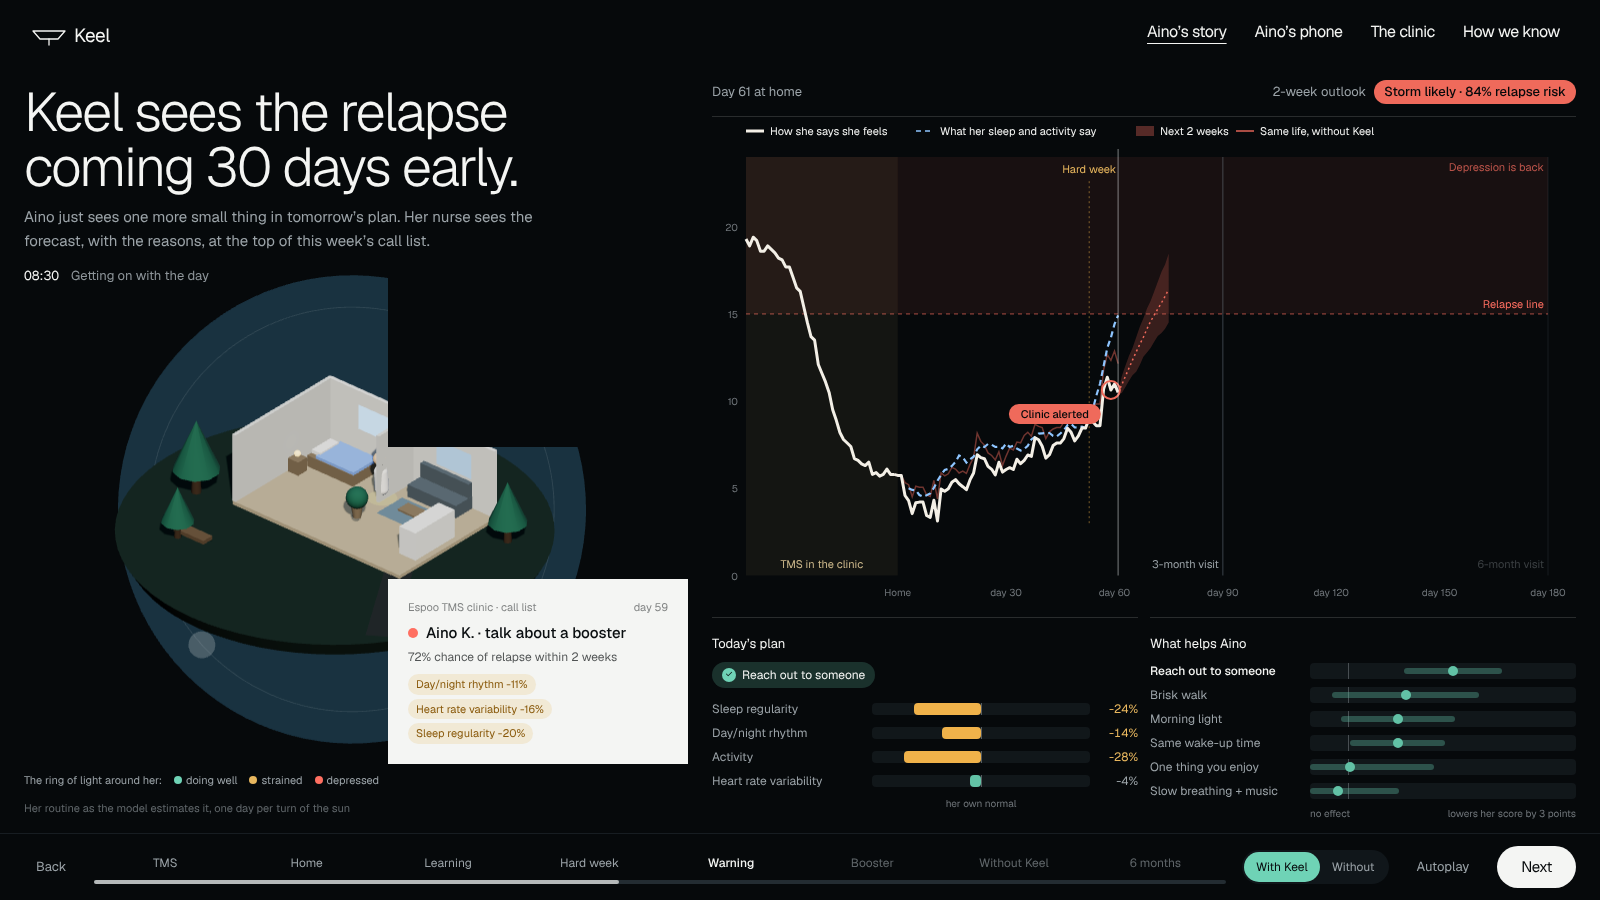 Keel
Aino's story
Aino's phone
The clinic
How we know
Keel sees the relapse
coming 30 days early.
Aino just sees one more small thing in tomorrow's plan. Her nurse sees the
forecast, with the reasons, at the top of this week's call list.
08:30 Getting on with the day
Espoo TMS clinic · call list
day 59
Aino K. · talk about a booster
72% chance of relapse within 2 weeks
Day/night rhythm -11%
Heart rate variability -16%
Sleep regularity -20%
The ring of light around her: doing well strained depressed
Her routine as the model estimates it, one day per turn of the sun
Day 61 at home
2-week outlook
Storm likely · 84% relapse risk
How she says she feels
What her sleep and activity say
Next 2 weeks
Same life, without Keel
Hard week
Depression is back
Relapse line
Clinic alerted
TMS in the clinic
3-month visit
6-month visit
20
15
10
5
0
Home
day 30
day 60
day 90
day 120
day 150
day 180
Today's plan
Reach out to someone
Sleep regularity -24%
Day/night rhythm -14%
Activity -28%
Heart rate variability -4%
her own normal
What helps Aino
Reach out to someone
Brisk walk
Morning light
Same wake-up time
One thing you enjoy
Slow breathing + music
no effect
lowers her score by 3 points
Back
TMS
Home
Learning
Hard week
Warning
Booster
Without Keel
6 months
With Keel
Without
Autoplay
Next